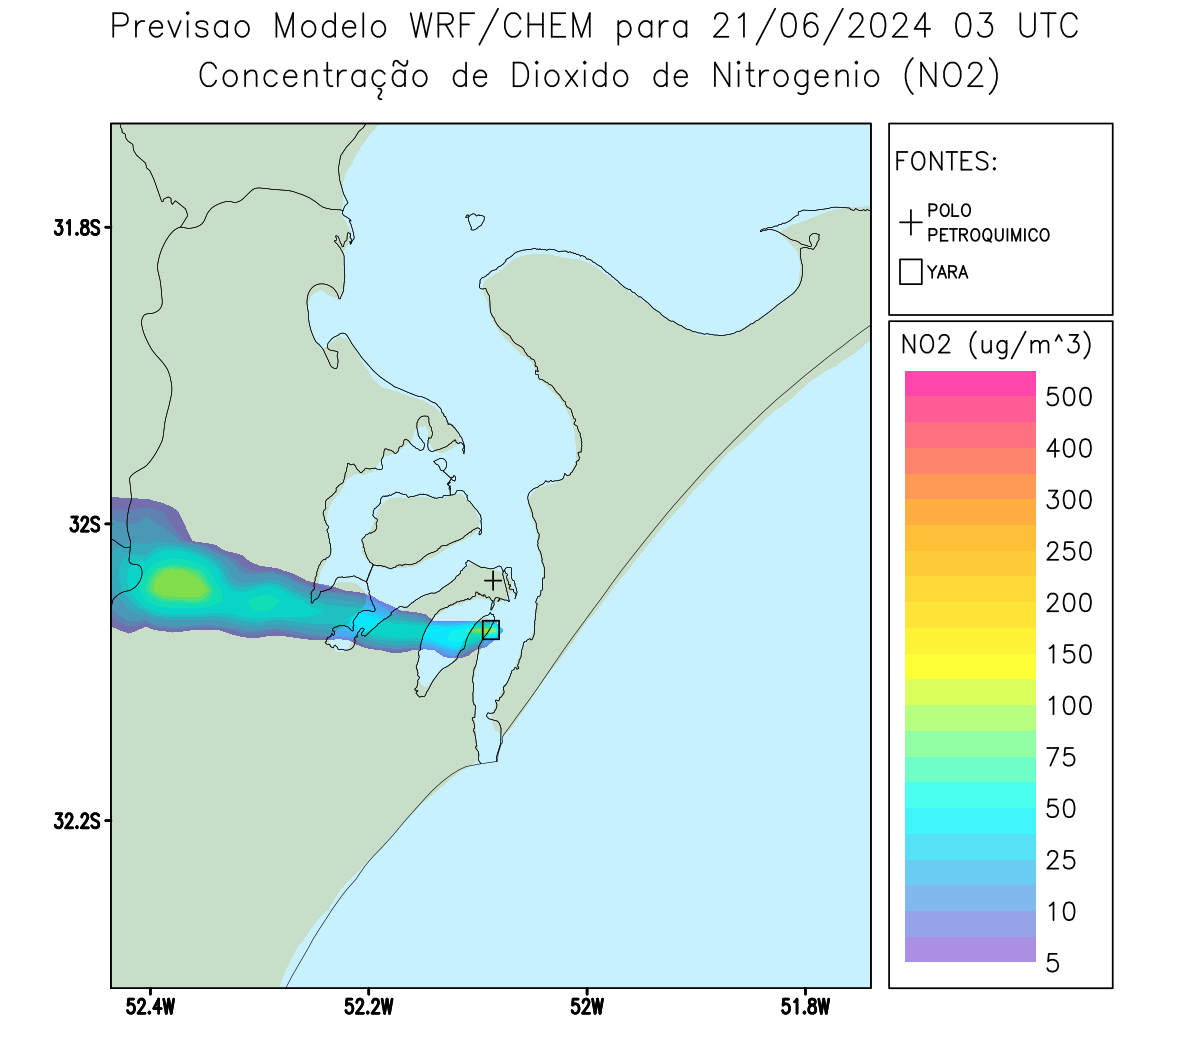 Previsao Modelo WRF/CHEM para 21/06/2024 03 UTC
Concentração de Dioxido de Nitrogenio (NO2)
FONTES:
POLO
PETROQUIMICO
YARA
31.8S
32S
32.2S
52.4W
52.2W
52W
51.8W
NO2 (ug/m^3)
500
400
300
250
200
150
100
75
50
25
10
5